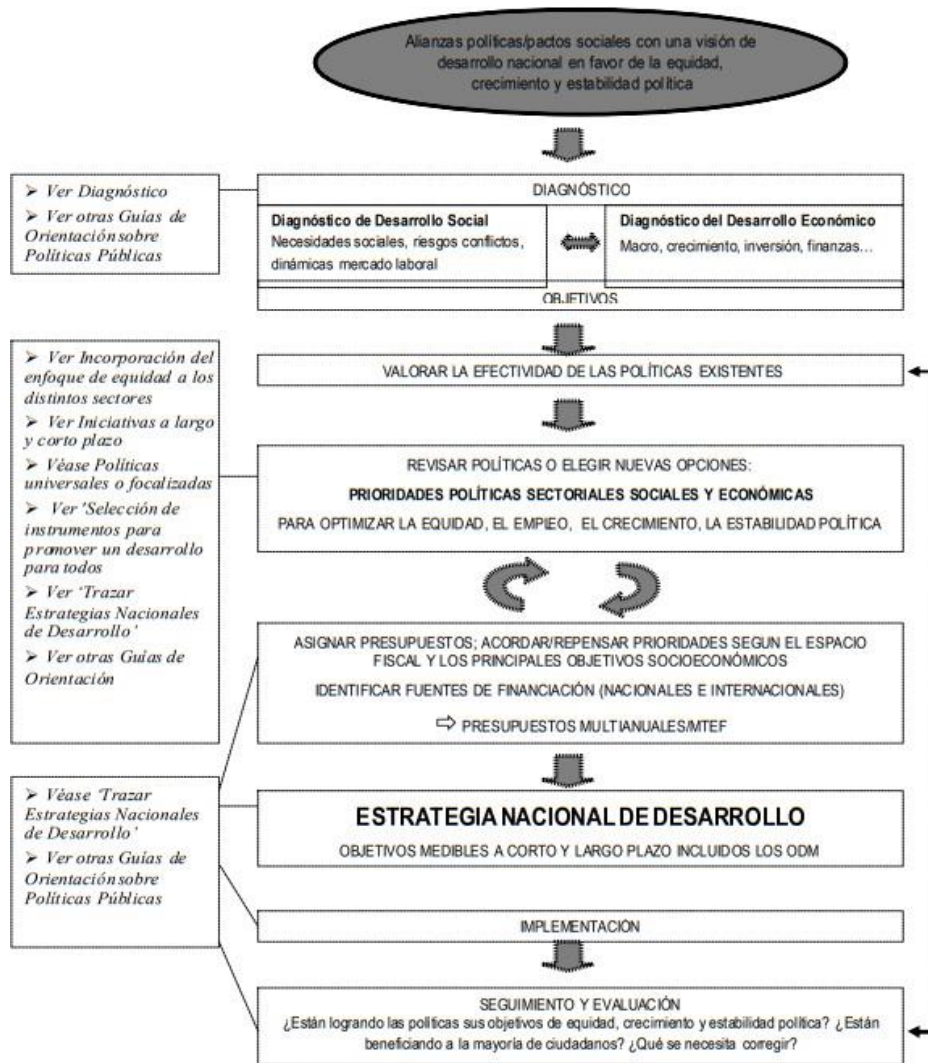 Alianzas políticas/pactos sociales con una visión de
desarrollo nacional en favor de la equidad,
crecimiento y estabilidad política
➢ Ver Diagnóstico
➢ Ver otras Guías de
Orientación sobre
Políticas Públicas
DIAGNÓSTICO
Diagnóstico de Desarrollo Social
Necesidades sociales, riesgos conflictos,
dinámicas mercado laboral
Diagnóstico del Desarrollo Económico
Macro, crecimiento, inversión, finanzas...
OBJETIVOS
➢ Ver Incorporación del
enfoque de equidad a los
distintos sectores
➢ Ver Iniciativas a largo
y corto plazo
➢ Véase Políticas
universales o focalizadas
➢ Ver 'Selección de
instrumentos para
promover un desarrollo
para todos
➢ Ver ‘Trazar
Estrategias Nacionales
de Desarrollo’
➢ Ver otras Guías de
Orientación
VALORAR LA EFECTIVIDAD DE LAS POLÍTICAS EXISTENTES
REVISAR POLÍTICAS O ELEGIR NUEVAS OPCIONES:
PRIORIDADES POLÍTICAS SECTORIALES SOCIALES Y ECONÓMICAS
PARA OPTIMIZAR LA EQUIDAD, EL EMPLEO, EL CRECIMIENTO, LA ESTABILIDAD POLÍTICA
ASIGNAR PRESUPUESTOS; ACORDAR/REPENSAR PRIORIDADES SEGUN EL ESPACIO
FISCAL Y LOS PRINCIPALES OBJETIVOS SOCIOECONÓMICOS
IDENTIFICAR FUENTES DE FINANCIACIÓN (NACIONALES E INTERNACIONALES)
⇨ PRESUPUESTOS MULTIANUALES/MTEF
➢ Véase ‘Trazar
Estrategias Nacionales
de Desarrollo’
➢ Ver otras Guías de
Orientación sobre
Políticas Públicas
ESTRATEGIA NACIONAL DE DESARROLLO
OBJETIVOS MEDIBLES A CORTO Y LARGO PLAZO INCLUIDOS LOS ODM
IMPLEMENTACIÓN
SEGUIMIENTO Y EVALUACIÓN
¿Están logrando las políticas sus objetivos de equidad, crecimiento y estabilidad política? ¿Están
beneficiando a la mayoría de ciudadanos? ¿Qué se necesita corregir?